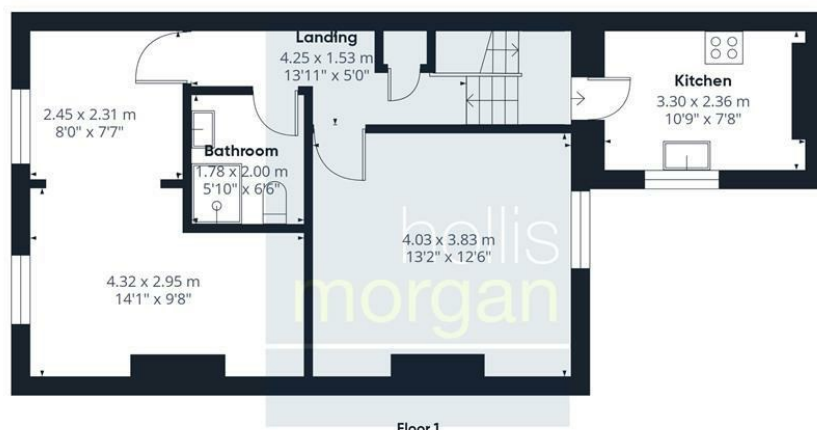 Landing
4.25 x 1.53 m
13'11" x 5'0"
Kitchen
3.30 x 2.36 m
10'9" x 7'8"
2.45 x 2.31 m
8'0" x 7'7"
Bathroom
1.78 x 2.00 m
5'10" x 6'6"
4.03 x 3.83 m
13'2" x 12'6"
hollis
morgan
4.32 x 2.95 m
14'1" x 9'8"
Floor 1